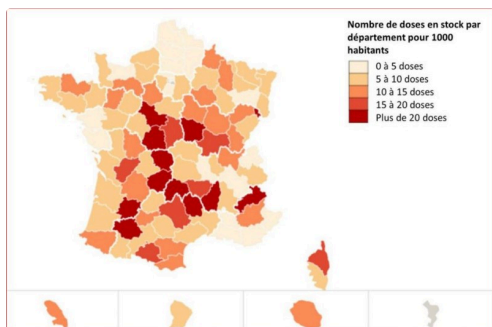 Nombre de doses en stock par
département pour 1000
habitants
0 à 5 doses
5 à 10 doses
10 à 15 doses
15 à 20 doses
Plus de 20 doses